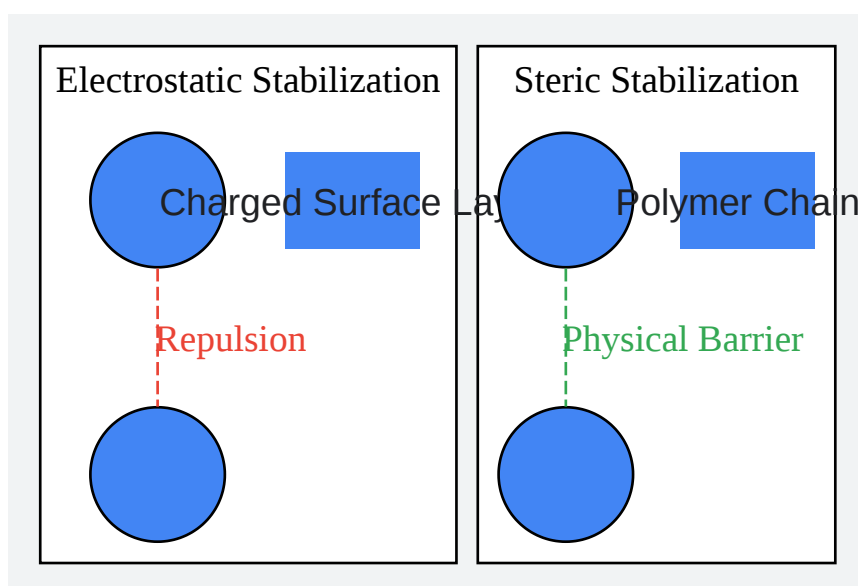 Electrostatic Stabilization
Charged Surface Lay
Repulsion
Steric Stabilization
Polymer Chain
Physical Barrier